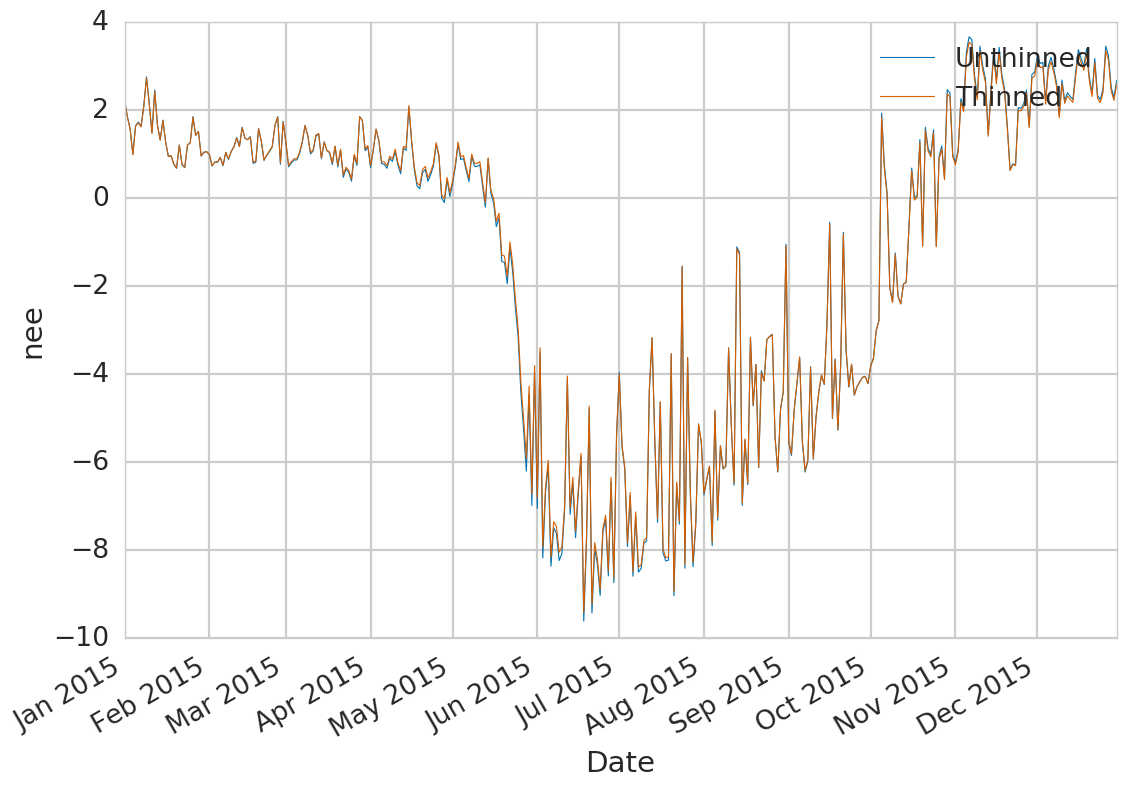 4
2
0
−2
−4
−6
−8
−10
nee
Unthinned
Thinned
Jan 2015
Feb 2015
Mar 2015
Apr 2015
May 2015
Jun 2015
Jul 2015
Aug 2015
Sep 2015
Oct 2015
Nov 2015
Dec 2015
Date